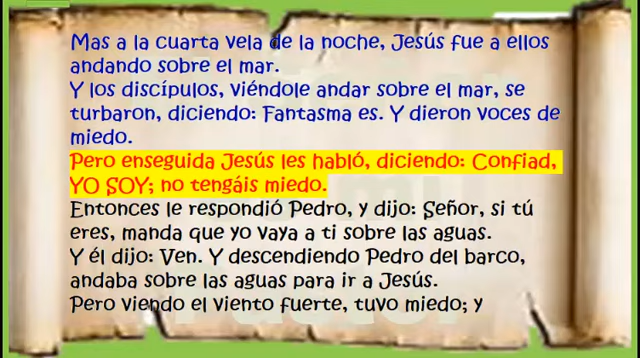 Mas a la cuarta vela de la noche, Jesús fue a ellos
andando sobre el mar.
Y los discípulos, viéndole andar sobre el mar, se
turbaron, diciendo: Fantasma es. Y dieron voces de
miedo.
Pero enseguida Jesús les habló, diciendo: Confiad,
YO SOY; no tengáis miedo.
Entonces le respondió Pedro, y dijo: Señor, si tú
eres, manda que yo vaya a ti sobre las aguas.
Y él dijo: Ven. Y descendiendo Pedro del barco,
andaba sobre las aguas para ir a Jesús.
Pero viendo el viento fuerte, tuvo miedo; y